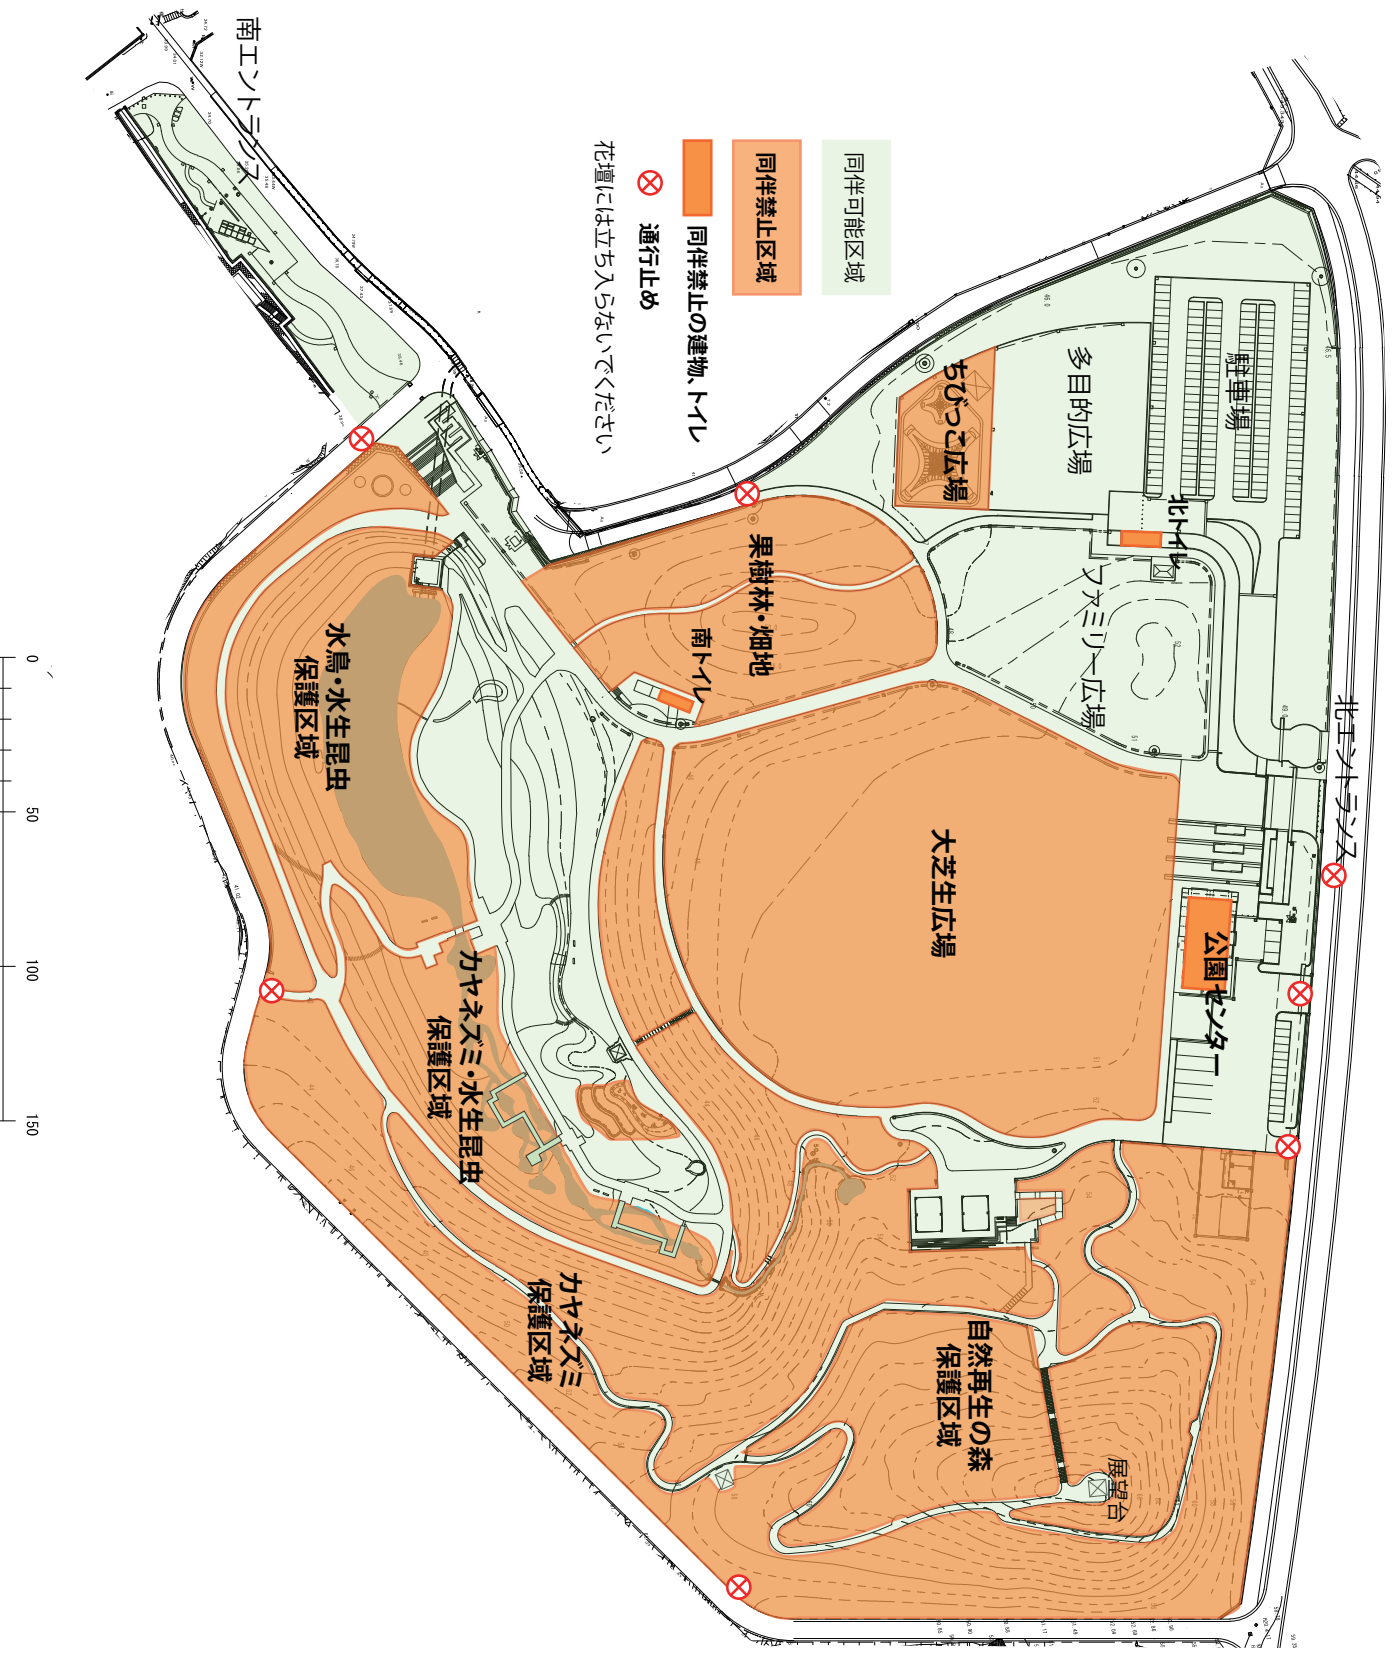 南エントランス
同伴可能区域
同伴禁止区域
同伴禁止の建物、トイレ
通行止め
花壇には立ち入らないでください
駐車場
多目的広場
ちびっこ広場
北トイレ
ファミリー広場
北エントランス
果樹林・畑地
南トイレ
大芝生広場
公園センター
水鳥・水生昆虫
保護区域
カヤネズミ・水生昆虫
保護区域
カヤネズミ
保護区域
自然再生の森
保護区域
展望台
0
50
100
150